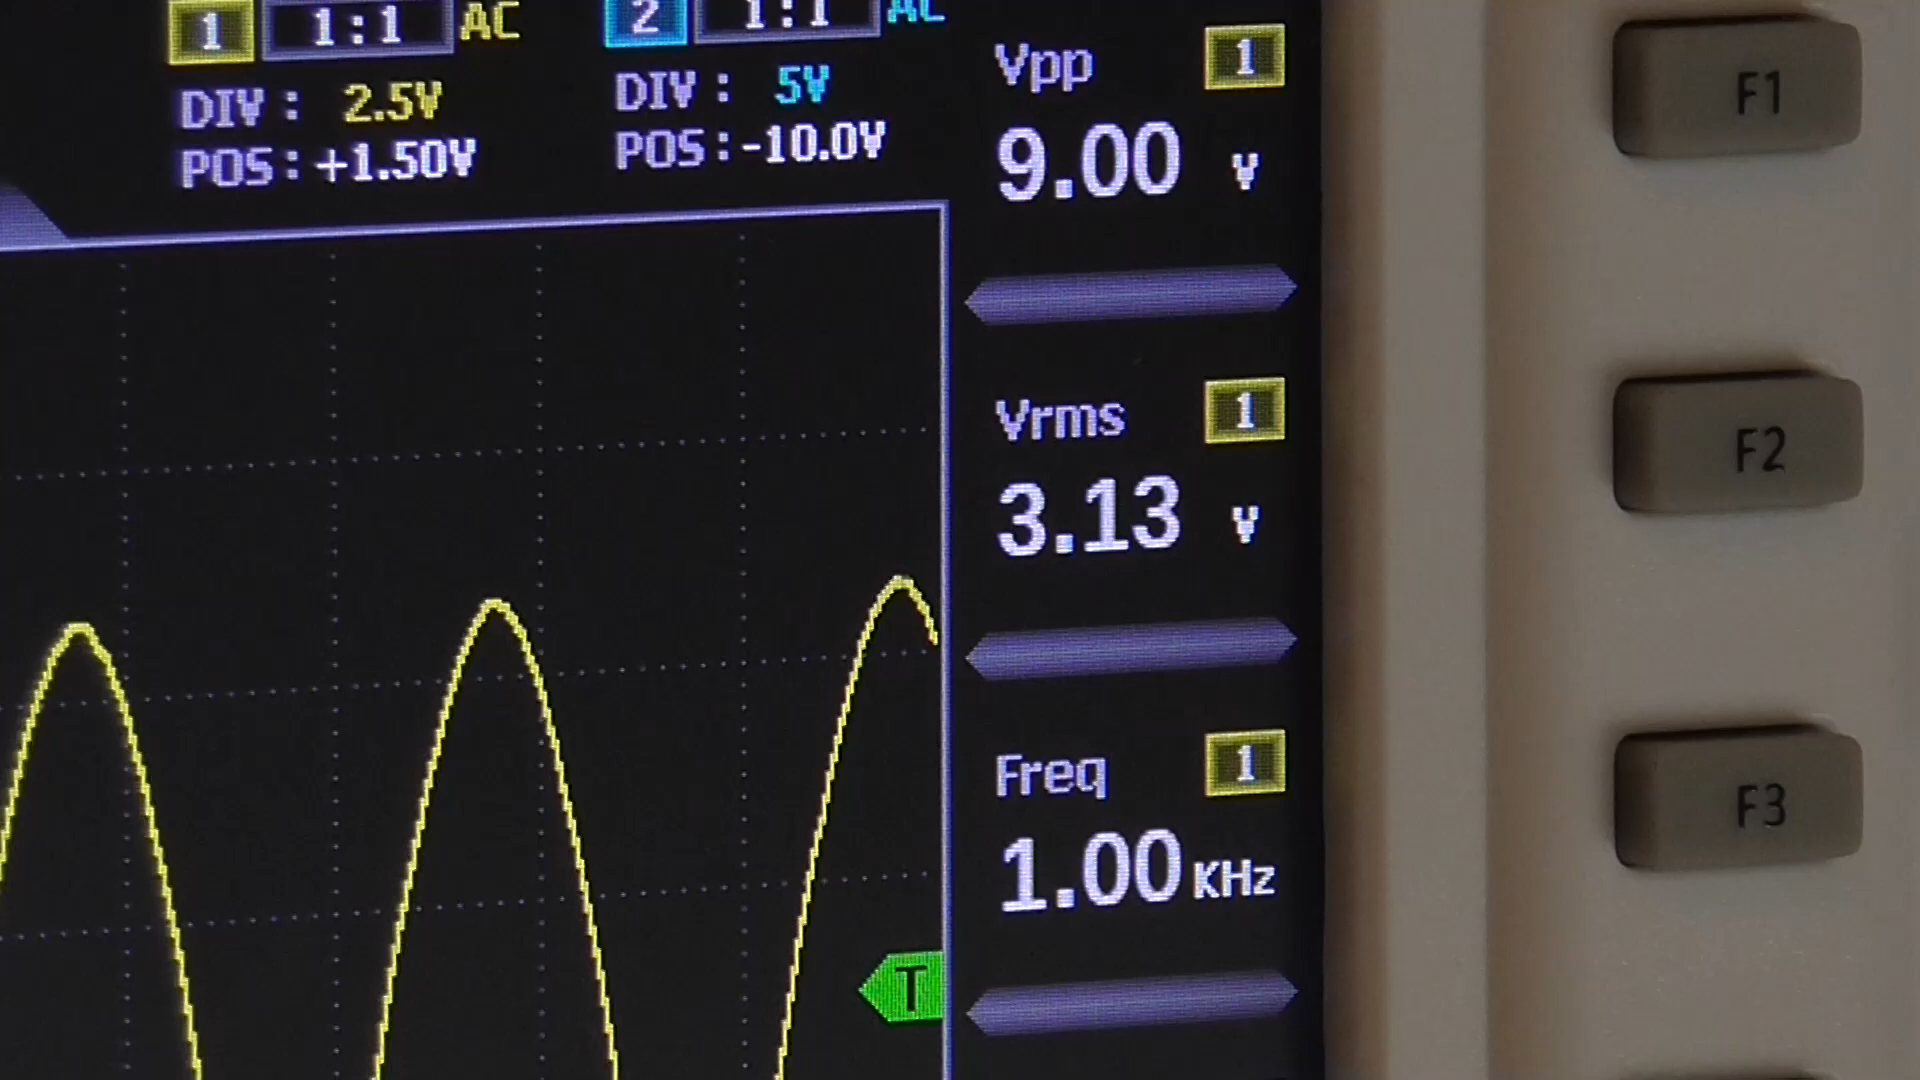 1 1:1 AC 2 1:1 AC
DIV: 2.5V DIV: 5V
POS:+1.50V POS:-10.0V
Vpp 1
9.00 V
Vrms 1
3.13 V
Freq 1
1.00 KHz
T
F1
F2
F3